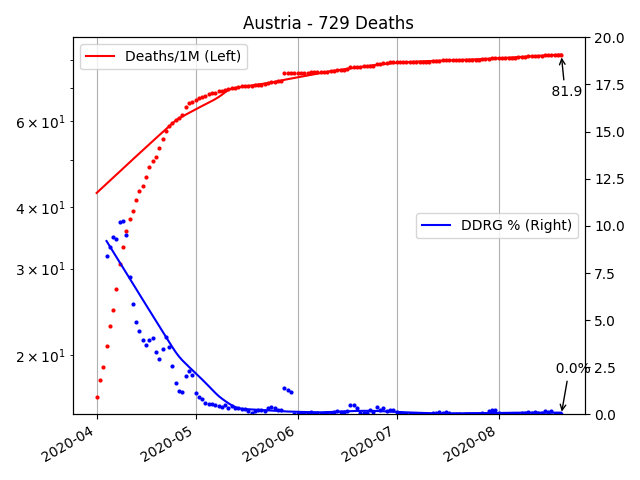 Austria - 729 Deaths
Deaths/1M (Left)
DDRG % (Right)
81.9
0.0%
6 × 10¹
4 × 10¹
3 × 10¹
2 × 10¹
20.0
17.5
15.0
12.5
10.0
7.5
5.0
2.5
0.0
2020-04
2020-05
2020-06
2020-07
2020-08